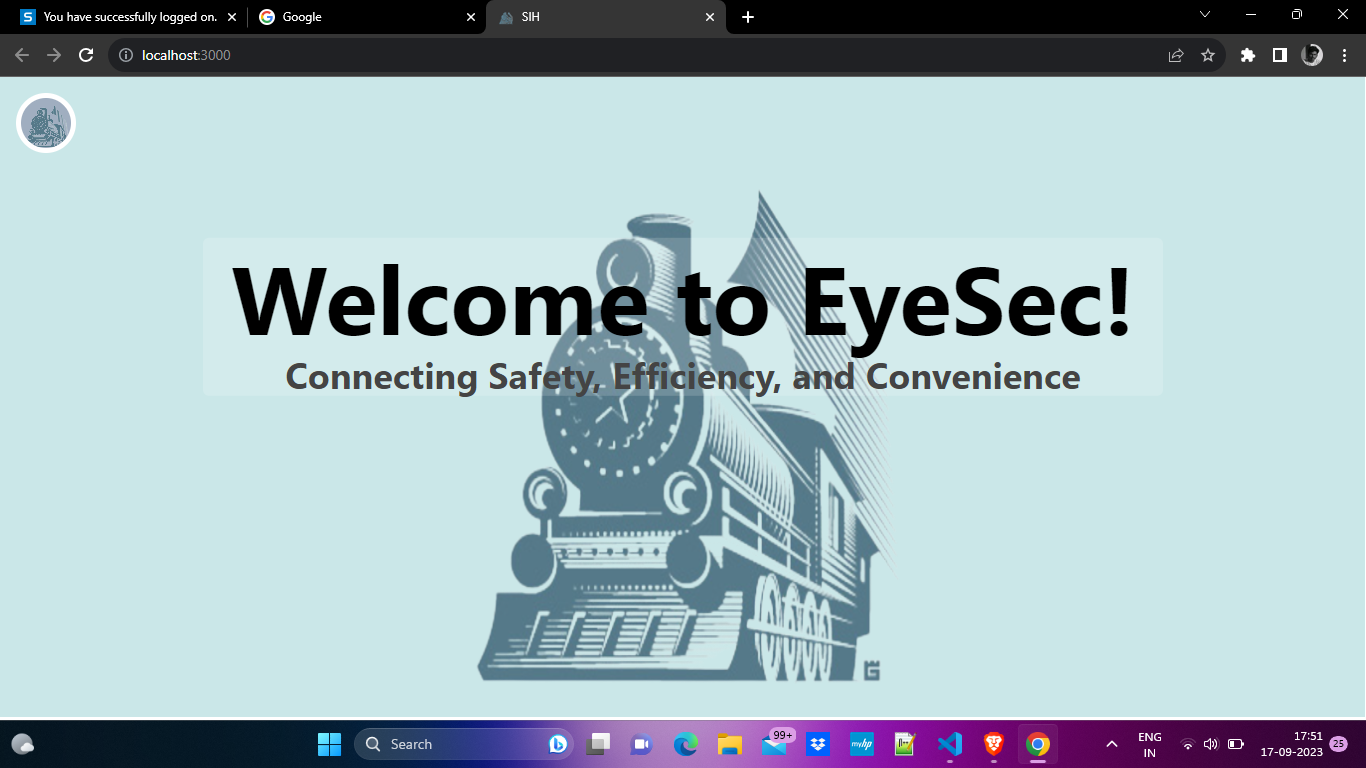 You have successfully logged on.
Google
SIH
localhost:3000
Welcome to EyeSec!
Connecting Safety, Efficiency, and Convenience
Search
99+
myhp
ENG
IN
17:51
17-09-2023
25